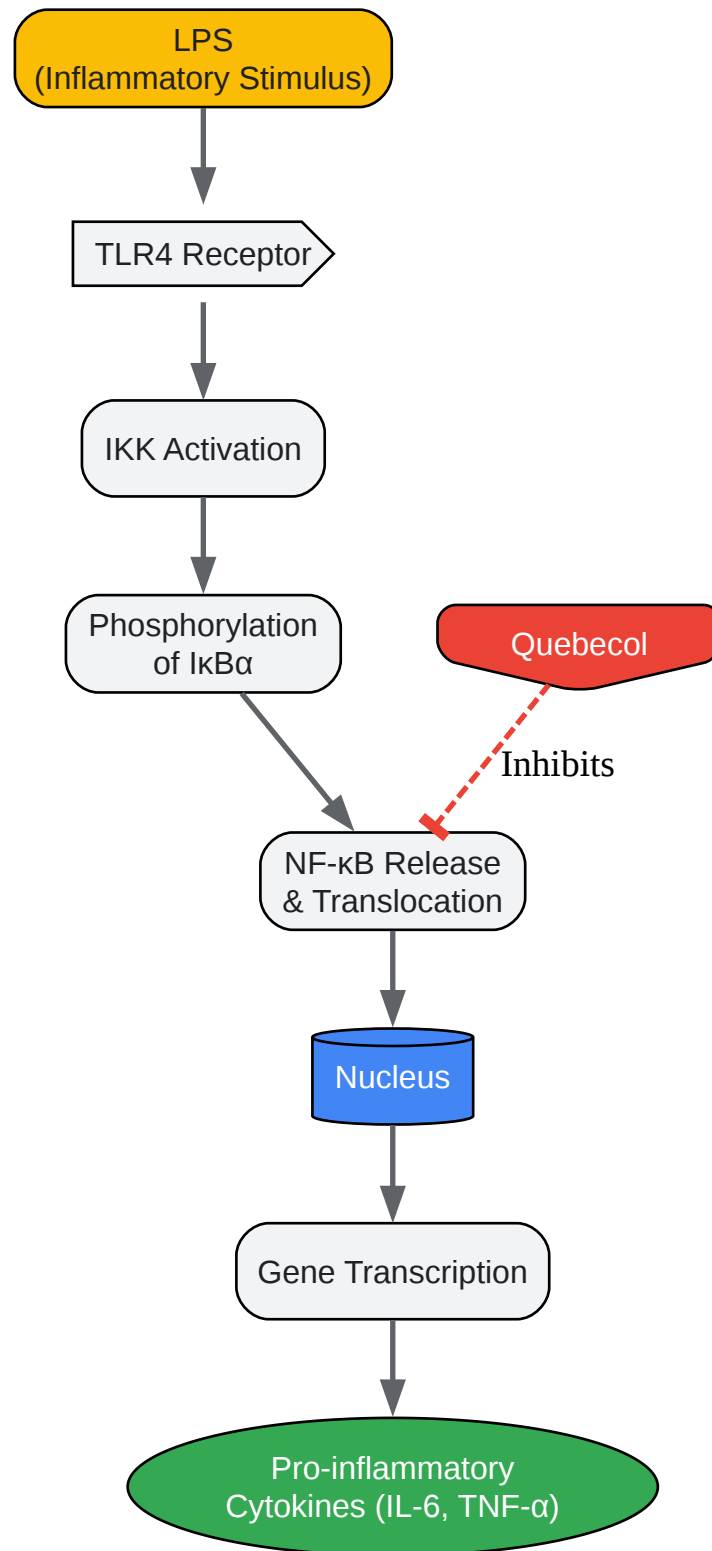 LPS
(Inflammatory Stimulus)
TLR4 Receptor
IKK Activation
Phosphorylation
of IκBα
Quebecol
Inhibits
NF-κB Release
& Translocation
Nucleus
Gene Transcription
Pro-inflammatory
Cytokines (IL-6, TNF-α)